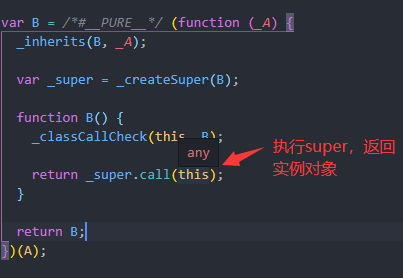 var B = /*#__PURE__*/ (function (_A) {
_inherits(B, _A);
var _super = _createSuper(B);
function B() {
_classCallCheck(this, B);
any
return _super.call(this);
执行super，返回
实例对象
}
return B;
})(A);